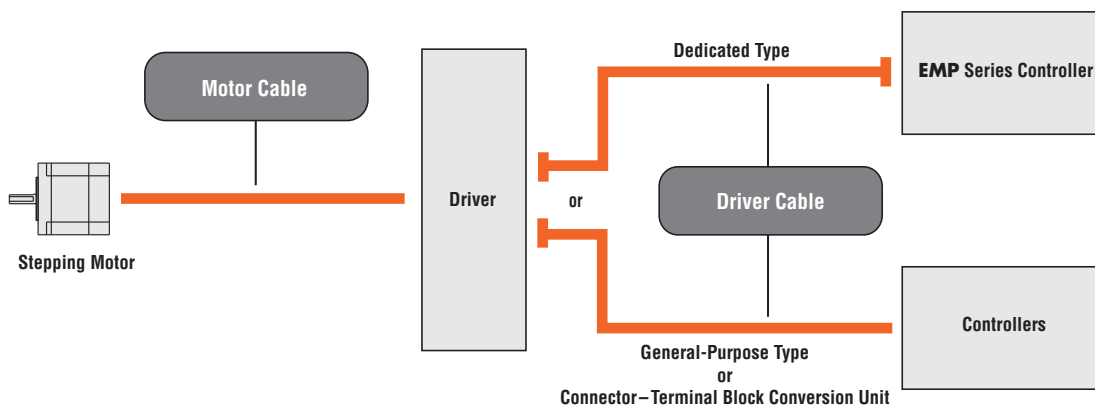 Dedicated Type
EMP Series Controller
Motor Cable
Driver
or
Driver Cable
Stepping Motor
Controllers
General-Purpose Type
or
Connector–Terminal Block Conversion Unit